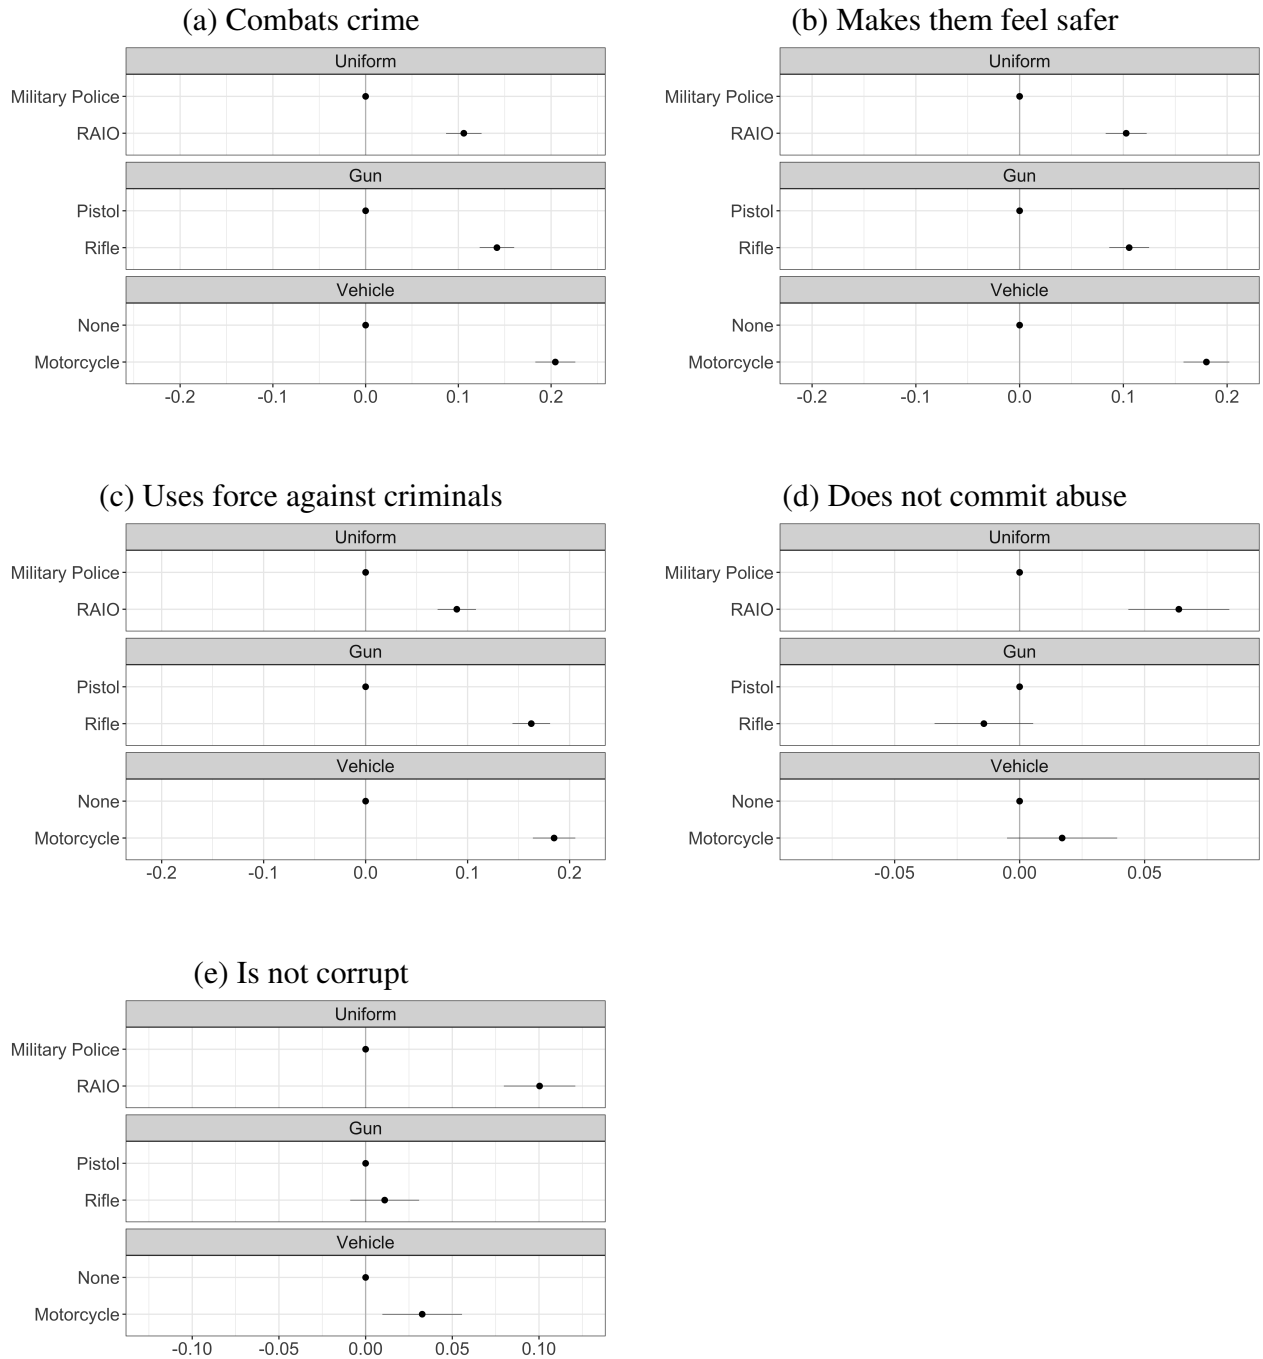 (a) Combats crime
Uniform
Military Police
RAIO
Gun
Pistol
Rifle
Vehicle
None
Motorcycle
-0.2 -0.1 0.0 0.1 0.2
(b) Makes them feel safer
Uniform
Military Police
RAIO
Gun
Pistol
Rifle
Vehicle
None
Motorcycle
-0.2 -0.1 0.0 0.1 0.2
(c) Uses force against criminals
Uniform
Military Police
RAIO
Gun
Pistol
Rifle
Vehicle
None
Motorcycle
-0.2 -0.1 0.0 0.1 0.2
(d) Does not commit abuse
Uniform
Military Police
RAIO
Gun
Pistol
Rifle
Vehicle
None
Motorcycle
-0.05 0.00 0.05
(e) Is not corrupt
Uniform
Military Police
RAIO
Gun
Pistol
Rifle
Vehicle
None
Motorcycle
-0.10 -0.05 0.00 0.05 0.10